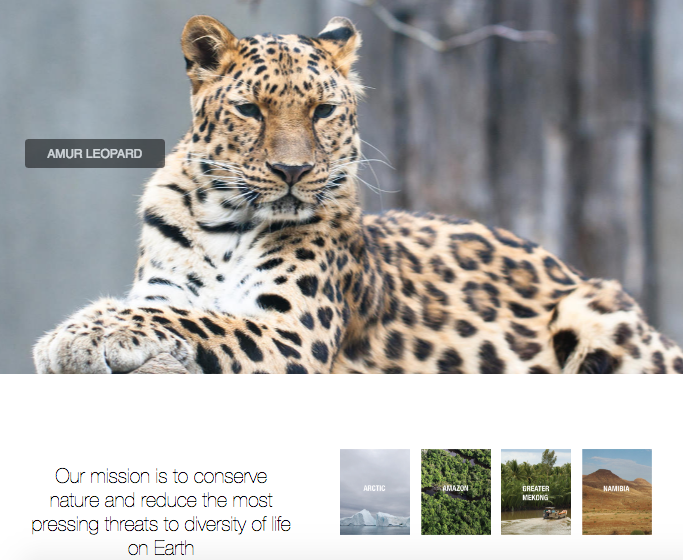 AMUR LEOPARD
Our mission is to conserve
nature and reduce the most
pressing threats to diversity of life
on Earth
ARCTIC
AMAZON
GREATER
MEKONG
NAMIBIA